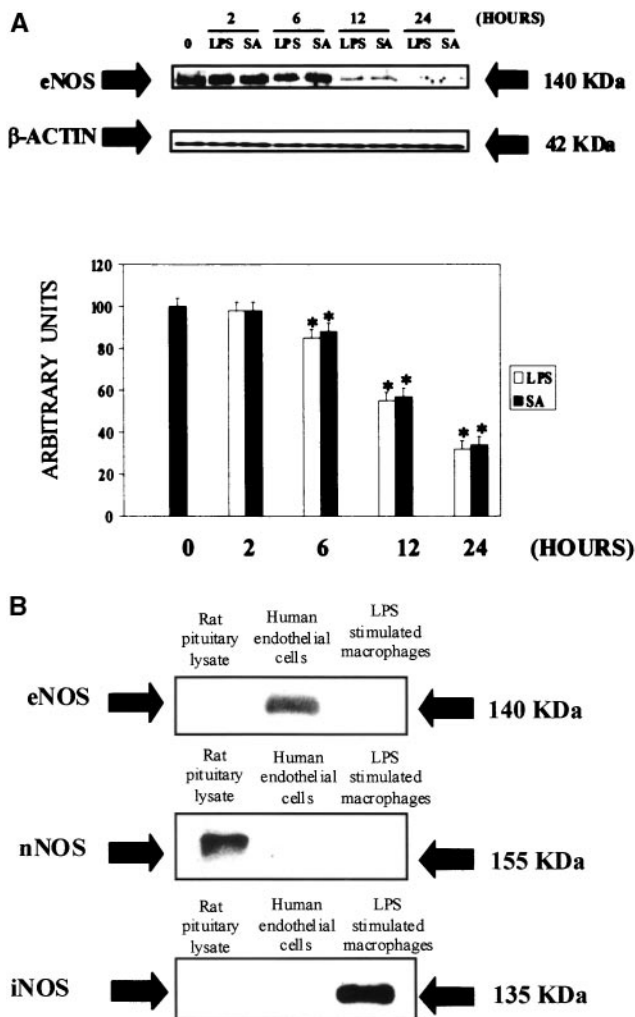 A
2 6 12 24 (HOURS)
0 LPS SA LPS SA LPS SA LPS SA
eNOS 140 KDa
β-ACTIN 42 KDa
120
100
80
60
40
20
0
ARBITRARY UNITS
* * * * * *
LPS
SA
0 2 6 12 24 (HOURS)
B
Rat pituitary lysate
Human endothelial cells
LPS stimulated macrophages
eNOS 140 KDa
Rat pituitary lysate
Human endothelial cells
LPS stimulated macrophages
nNOS 155 KDa
Rat pituitary lysate
Human endothelial cells
LPS stimulated macrophages
iNOS 135 KDa